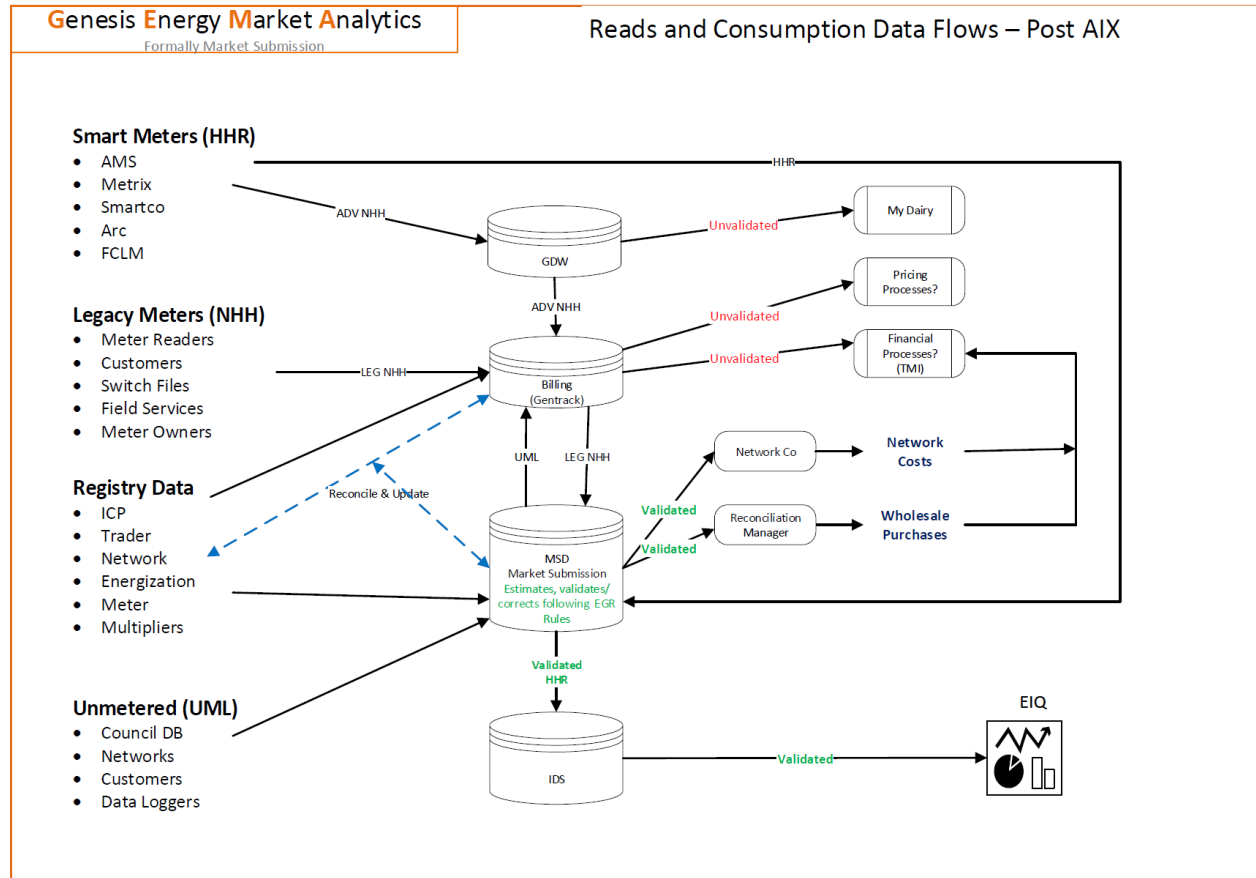 Genesis Energy Market Analytics
Formally Market Submission
Reads and Consumption Data Flows – Post AIX
Smart Meters (HHR)
• AMS
• Metrix
• Smartco
• Arc
• FCLM
HHR
ADV NHH
GDW
Unvalidated
My Dairy
ADV NHH
Pricing
Processes?
Unvalidated
Legacy Meters (NHH)
• Meter Readers
• Customers
• Switch Files
• Field Services
• Meter Owners
LEG NHH
Billing
(Gentrack)
Unvalidated
Financial
Processes?
(TMI)
UML
LEG NHH
Network Co
Network
Costs
Registry Data
• ICP
• Trader
• Network
• Energization
• Meter
• Multipliers
Reconcile & Update
Validated
Validated
Reconciliation
Manager
Wholesale
Purchases
MSD
Market Submission
Estimates, validates/
corrects following EGR
Rules
Validated
HHR
Unmetered (UML)
• Council DB
• Networks
• Customers
• Data Loggers
IDS
Validated
EIQ